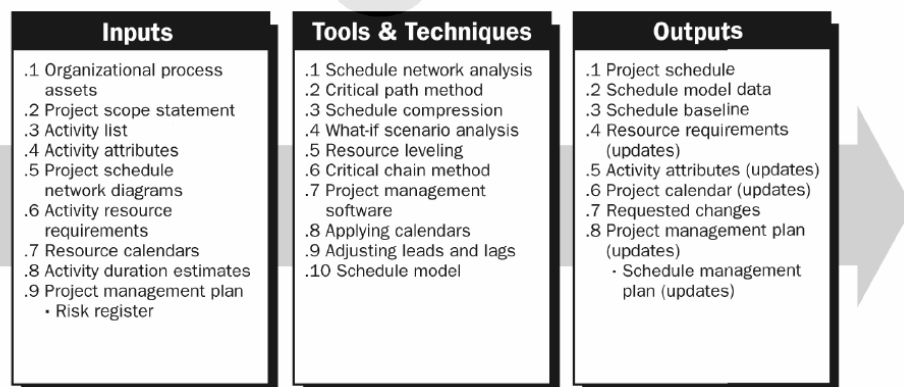 Inputs
.1 Organizational process
assets
.2 Project scope statement
.3 Activity list
.4 Activity attributes
.5 Project schedule
network diagrams
.6 Activity resource
requirements
.7 Resource calendars
.8 Activity duration estimates
.9 Project management plan
• Risk register
Tools & Techniques
.1 Schedule network analysis
.2 Critical path method
.3 Schedule compression
.4 What-if scenario analysis
.5 Resource leveling
.6 Critical chain method
.7 Project management
software
.8 Applying calendars
.9 Adjusting leads and lags
.10 Schedule model
Outputs
.1 Project schedule
.2 Schedule model data
.3 Schedule baseline
.4 Resource requirements
(updates)
.5 Activity attributes (updates)
.6 Project calendar (updates)
.7 Requested changes
.8 Project management plan
(updates)
• Schedule management
plan (updates)